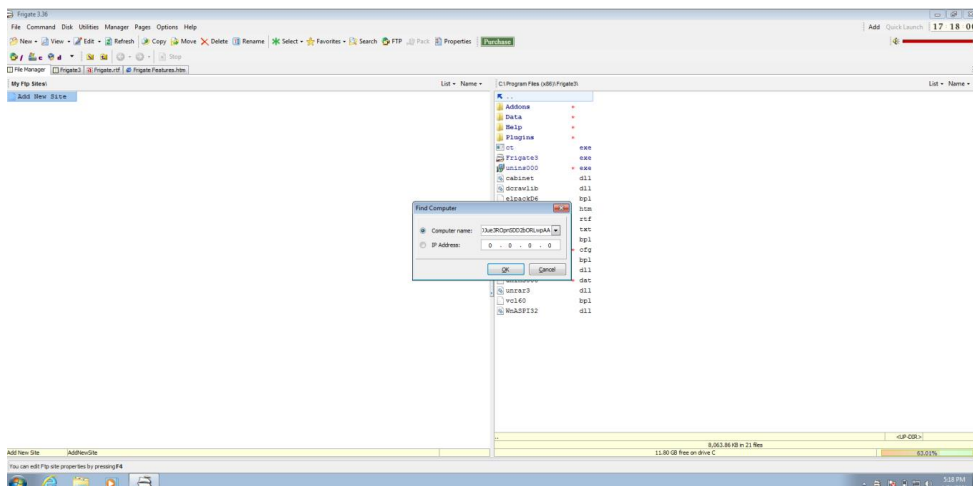 Frigate 3.36
File Command Disk Utilities Manager Pages Options Help
Add Quick Launch 17 18
New View Edit Refresh Copy Move Delete Rename Select Favorites Search FTP Pack Properties Purchase!
Stop
File Manager Frigate3 Frigate.rtf Frigate Features.htm
My Ftp Sites\ List Name
C:\Program Files (x86)\Frigate3\ List Name
Add New Site
..
Addons
Data
Help
Plugins
ct exe
Frigate3 exe
unins000 exe
cabinet dll
dcrawlib dll
elpackD6 bpl
htm
rtf
txt
bpl
cfg
bpl
dll
dat
unrar3 dll
vcl60 bpl
WnASPI32 dll
Find Computer
Computer name:
IP Address: 0 . 0 . 0 . 0
OK Cancel
.. <UP-DIR>
8,063.86 KB in 21 files
Add New Site AddNewSite
11.80 GB free on drive C 63.01%
You can edit Ftp-site properties by pressing F4
5:18 PM